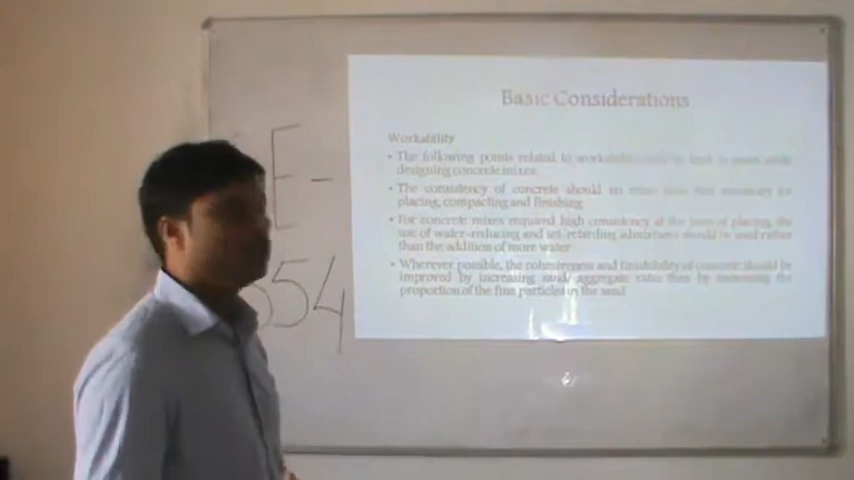 E-
554
Basic Considerations
Workability
• The following points related to workability
designing concrete mixes.
• The consistency of concrete should
placing, compacting and finishing.
• For concrete mixes required high consistency at the time of placing, the
use of water-reducing and set-retarding admixtures should be used rather
than the addition of more water
• Wherever possible, the cohesiveness and finishability of concrete should be
improved by increasing sand/ aggregate ratio than by increasing the
proportion of the fine particles in the sand.